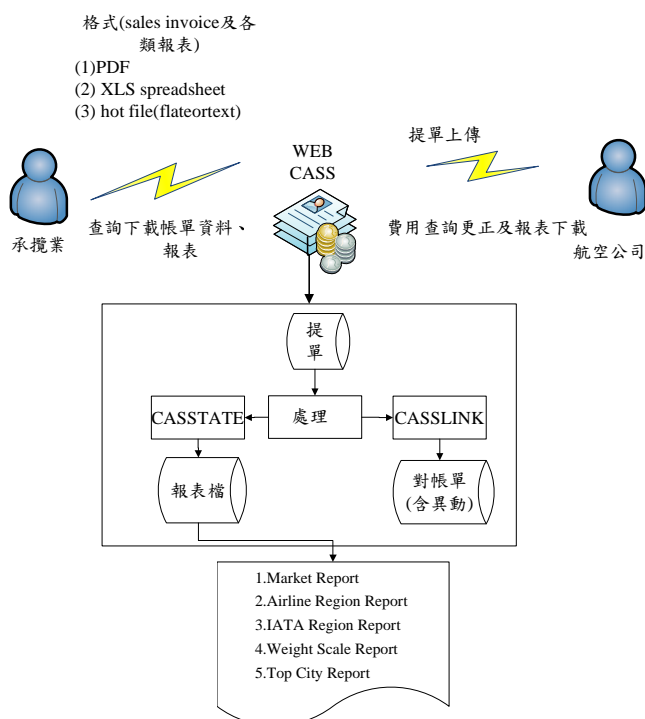 格式(sales invoice及各
類報表)
(1)PDF
(2) XLS spreadsheet
(3) hot file(flateortext)
WEB
CASS
提單上傳
承攬業
查詢下載帳單資料、
報表
費用查詢更正及報表下載
航空公司
提
單
CASSTATE
處理
CASSLINK
報表檔
對帳單
(含異動)
1.Market Report
2.Airline Region Report
3.IATA Region Report
4.Weight Scale Report
5.Top City Report